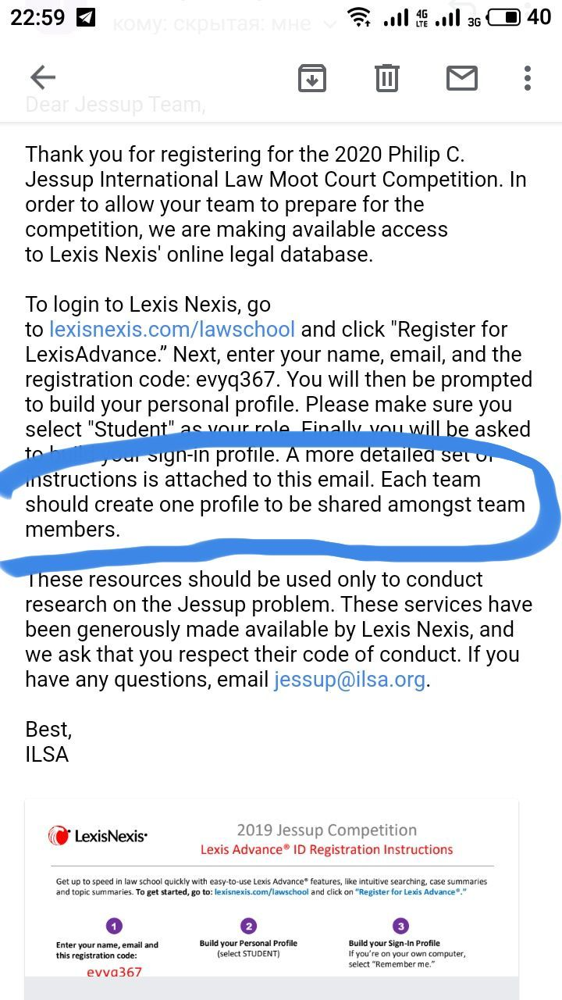 22:59 4G LTE 3G 40
кому: скрытая: мне
Dear Jessup Team,
Thank you for registering for the 2020 Philip C.
Jessup International Law Moot Court Competition. In
order to allow your team to prepare for the
competition, we are making available access
to Lexis Nexis' online legal database.
To login to Lexis Nexis, go
to lexisnexis.com/lawschool and click "Register for
LexisAdvance.” Next, enter your name, email, and the
registration code: evyq367. You will then be prompted
to build your personal profile. Please make sure you
select "Student" as your role. Finally, you will be asked
to build your sign-in profile. A more detailed set of
instructions is attached to this email. Each team
should create one profile to be shared amongst team
members.
These resources should be used only to conduct
research on the Jessup problem. These services have
been generously made available by Lexis Nexis, and
we ask that you respect their code of conduct. If you
have any questions, email jessup@ilsa.org.
Best,
ILSA
LexisNexis®
2019 Jessup Competition
Lexis Advance® ID Registration Instructions
Get up to speed in law school quickly with easy-to-use Lexis Advance® features, like intuitive searching, case summaries
and topic summaries. To get started, go to: lexisnexis.com/lawschool and click on “Register for Lexis Advance®.”
1
Enter your name, email and
this registration code:
evyq367
2
Build your Personal Profile
(select STUDENT)
3
Build your Sign-In Profile
If you’re on your own computer,
select “Remember me.”